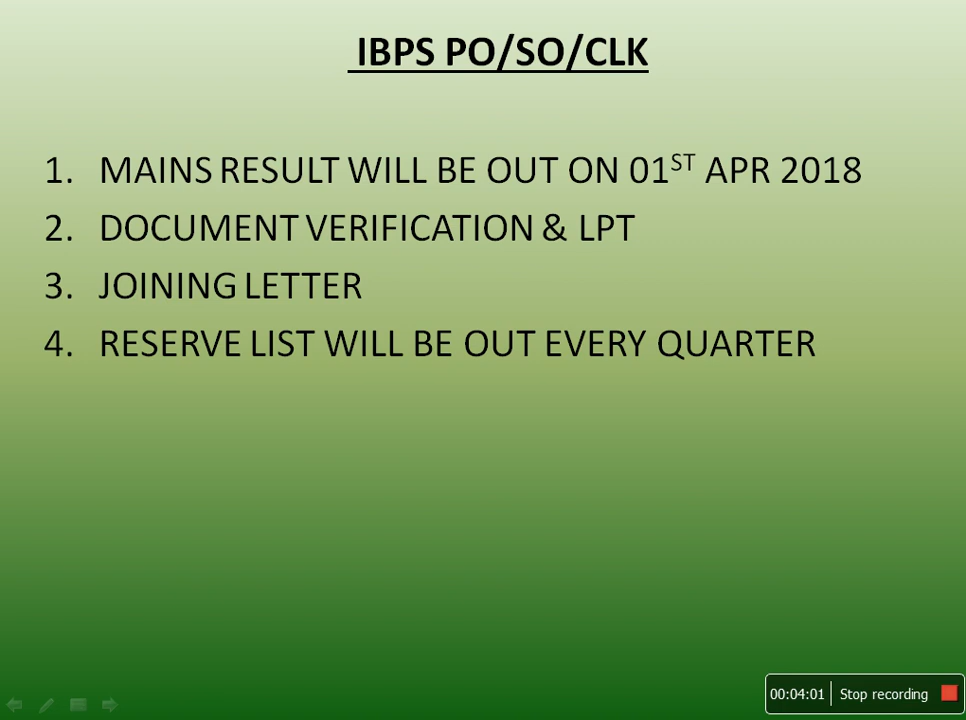 IBPS PO/SO/CLK
1. MAINS RESULT WILL BE OUT ON 01ST APR 2018
2. DOCUMENT VERIFICATION & LPT
3. JOINING LETTER
4. RESERVE LIST WILL BE OUT EVERY QUARTER
00:04:01 Stop recording